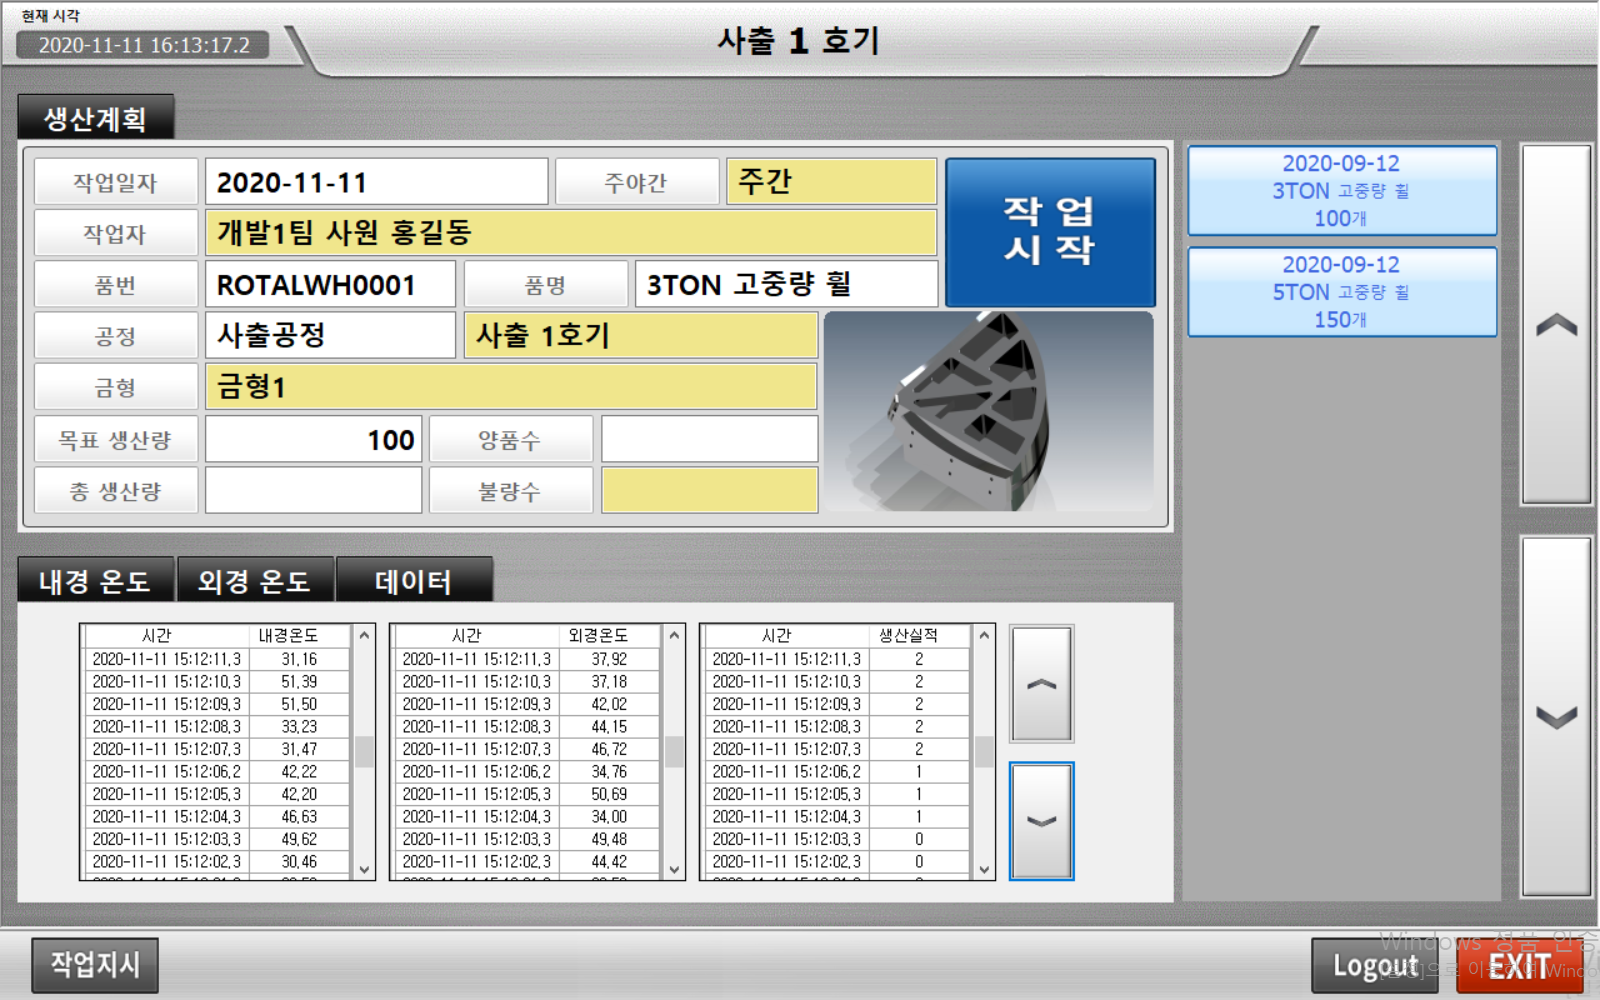 현재 시각
2020-11-11 16:13:17.2
사출 1 호기
생산계획
작업일자 2020-11-11 주야간 주간
작업자 개발1팀 사원 홍길동
품번 ROTALWH0001 품명 3TON 고중량 휠
공정 사출공정 사출 1호기
금형 금형1
목표 생산량 100 양품수
총 생산량 불량수
작 업
시 작
2020-09-12
3TON 고중량 휠
100개
2020-09-12
5TON 고중량 휠
150개
내경 온도 외경 온도 데이터
시간 내경온도
2020-11-11 15:12:11.3 31.16
2020-11-11 15:12:10.3 51.39
2020-11-11 15:12:09.3 51.50
2020-11-11 15:12:08.3 33.23
2020-11-11 15:12:07.3 31.47
2020-11-11 15:12:06.2 42.22
2020-11-11 15:12:05.3 42.20
2020-11-11 15:12:04.3 46.63
2020-11-11 15:12:03.3 49.62
2020-11-11 15:12:02.3 30.46
시간 외경온도
2020-11-11 15:12:11.3 37.92
2020-11-11 15:12:10.3 37.18
2020-11-11 15:12:09.3 42.02
2020-11-11 15:12:08.3 44.15
2020-11-11 15:12:07.3 46.72
2020-11-11 15:12:06.2 34.76
2020-11-11 15:12:05.3 50.69
2020-11-11 15:12:04.3 34.00
2020-11-11 15:12:03.3 49.48
2020-11-11 15:12:02.3 44.42
시간 생산실적
2020-11-11 15:12:11.3 2
2020-11-11 15:12:10.3 2
2020-11-11 15:12:09.3 2
2020-11-11 15:12:08.3 2
2020-11-11 15:12:07.3 2
2020-11-11 15:12:06.2 1
2020-11-11 15:12:05.3 1
2020-11-11 15:12:04.3 1
2020-11-11 15:12:03.3 0
2020-11-11 15:12:02.3 0
작업지시
Logout
EXIT
Windows 정품 인증